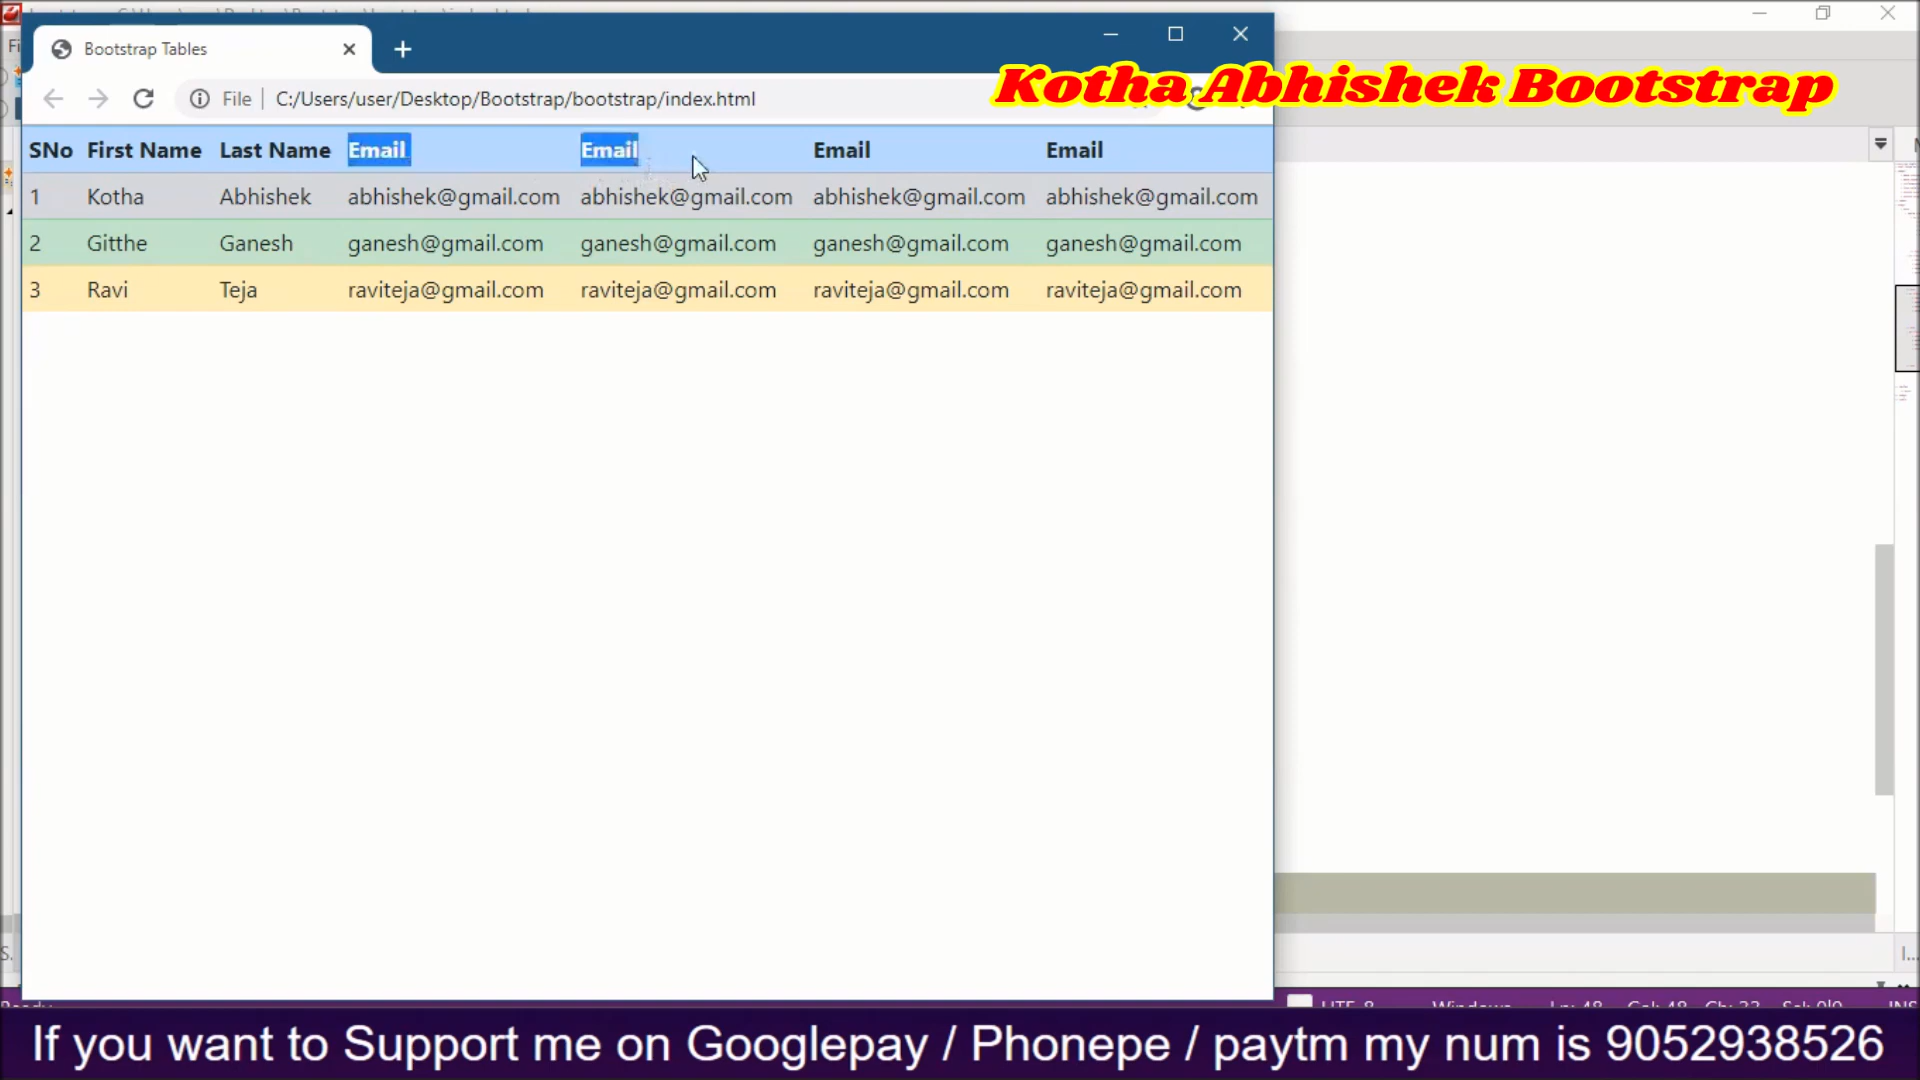 Bootstrap Tables
Kotha Abhishek Bootstrap
File C:/Users/user/Desktop/Bootstrap/bootstrap/index.html
SNo First Name Last Name Email Email Email Email
1 Kotha Abhishek abhishek@gmail.com abhishek@gmail.com abhishek@gmail.com abhishek@gmail.com
2 Gitthe Ganesh ganesh@gmail.com ganesh@gmail.com ganesh@gmail.com ganesh@gmail.com
3 Ravi Teja raviteja@gmail.com raviteja@gmail.com raviteja@gmail.com raviteja@gmail.com
If you want to Support me on Googlepay / Phonepe / paytm my num is 9052938526